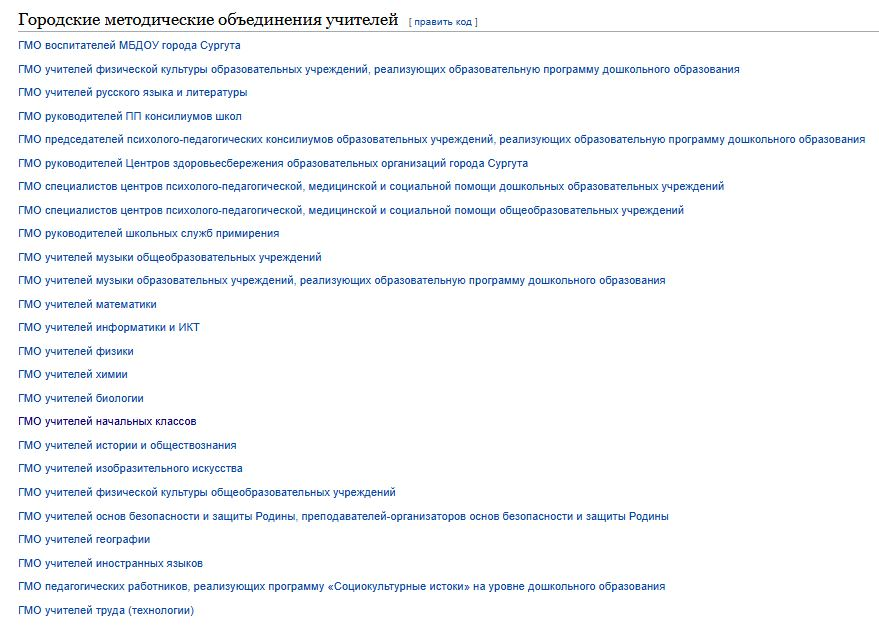 Городские методические объединения учителей [ править код ]
ГМО воспитателей МБДОУ города Сургута
ГМО учителей физической культуры образовательных учреждений, реализующих образовательную программу дошкольного образования
ГМО учителей русского языка и литературы
ГМО руководителей ПП консилиумов школ
ГМО председателей психолого-педагогических консилиумов образовательных учреждений, реализующих образовательную программу дошкольного образования
ГМО руководителей Центров здоровьесбережения образовательных организаций города Сургута
ГМО специалистов центров психолого-педагогической, медицинской и социальной помощи дошкольных образовательных учреждений
ГМО специалистов центров психолого-педагогической, медицинской и социальной помощи общеобразовательных учреждений
ГМО руководителей школьных служб примирения
ГМО учителей музыки общеобразовательных учреждений
ГМО учителей музыки образовательных учреждений, реализующих образовательную программу дошкольного образования
ГМО учителей математики
ГМО учителей информатики и ИКТ
ГМО учителей физики
ГМО учителей химии
ГМО учителей биологии
ГМО учителей начальных классов
ГМО учителей истории и обществознания
ГМО учителей изобразительного искусства
ГМО учителей физической культуры общеобразовательных учреждений
ГМО учителей основ безопасности и защиты Родины, преподавателей-организаторов основ безопасности и защиты Родины
ГМО учителей географии
ГМО учителей иностранных языков
ГМО педагогических работников, реализующих программу «Социокультурные истоки» на уровне дошкольного образования
ГМО учителей труда (технологии)